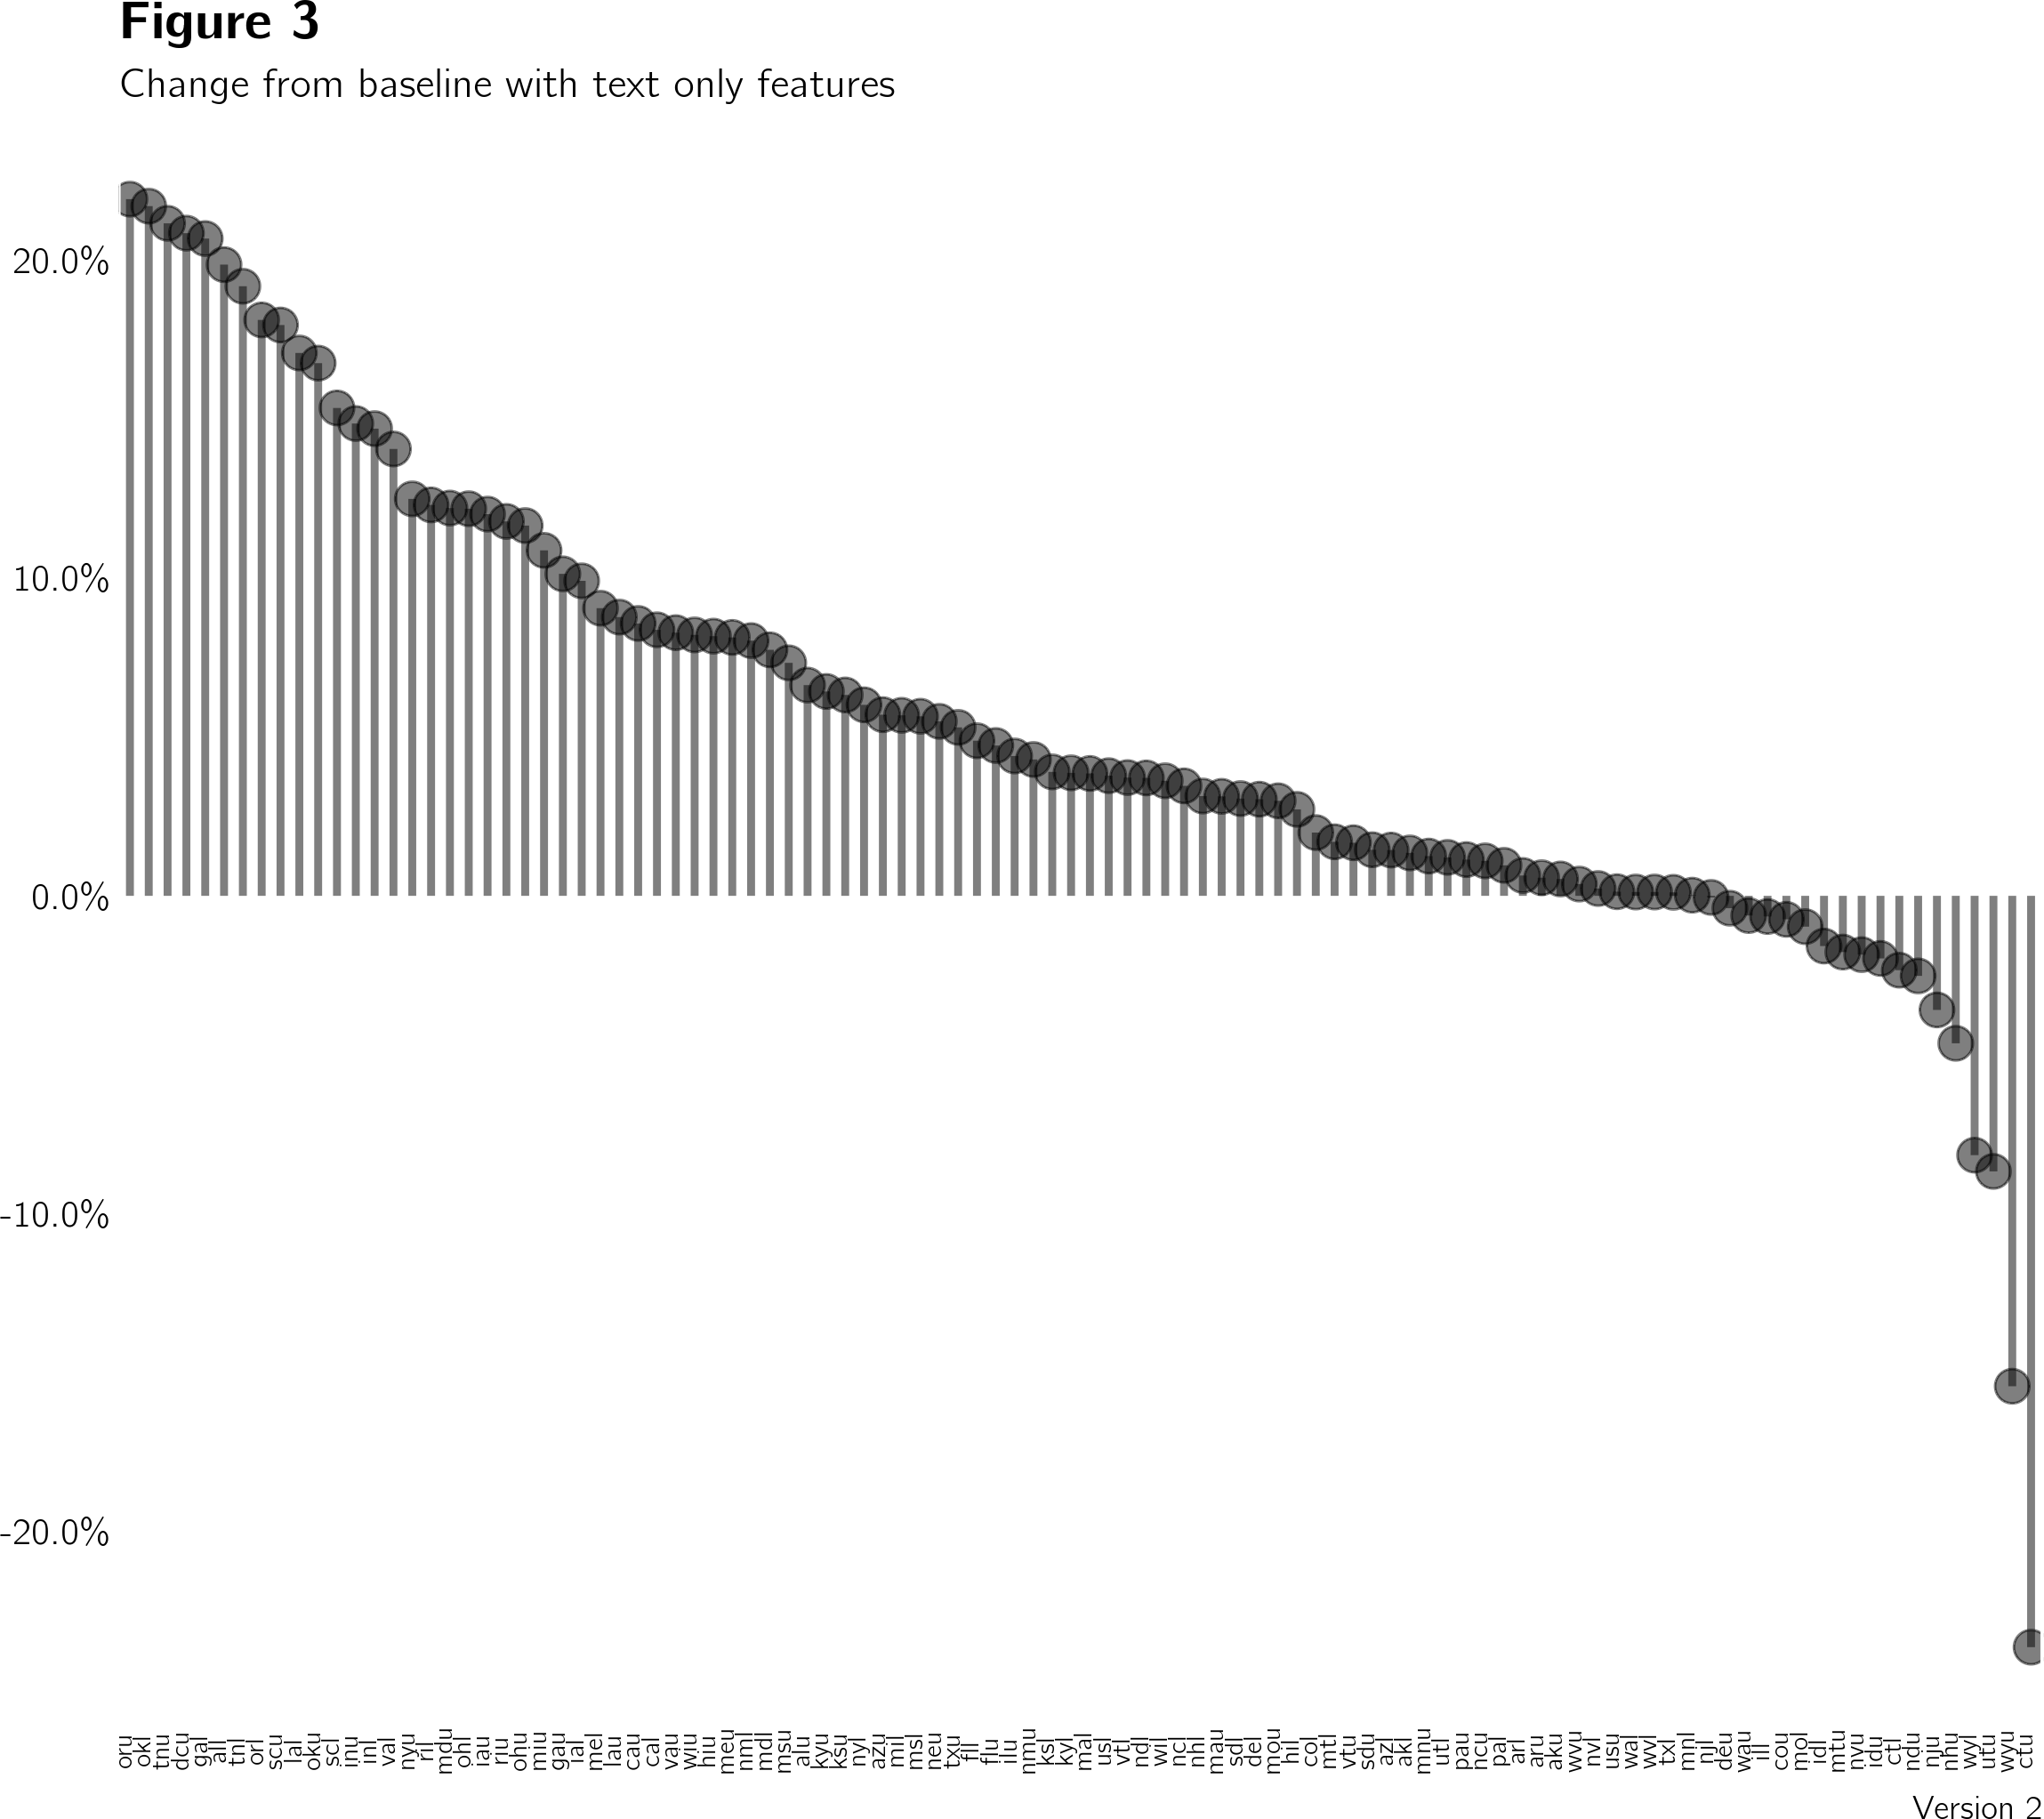 Figure 3
Change from baseline with text only features
20.0%
10.0%
0.0%
-10.0%
-20.0%
oru okl tnu dcu gal all tnl orl scu lal oku scl inu inl val nyu ril mdu ohl iau riu ohu miu gau ial mel lau cau cal vau wiu hiu meu nml mdl msu alu kyu ksu nyl azu mil msl neu txu fll flu ilu nmu ksl kyl mal usl vtl ndl wil ncl nhl mau sdl del mou hil col mtl vtu sdu azl akl mnu utl pau ncu pal arl aru aku wvu nvl usu wal wvl txl mnl njl deu wau ill cou mol idl mtu nvu idu ctl ndu nju nhu wyl utu wyu ctu
Version 2